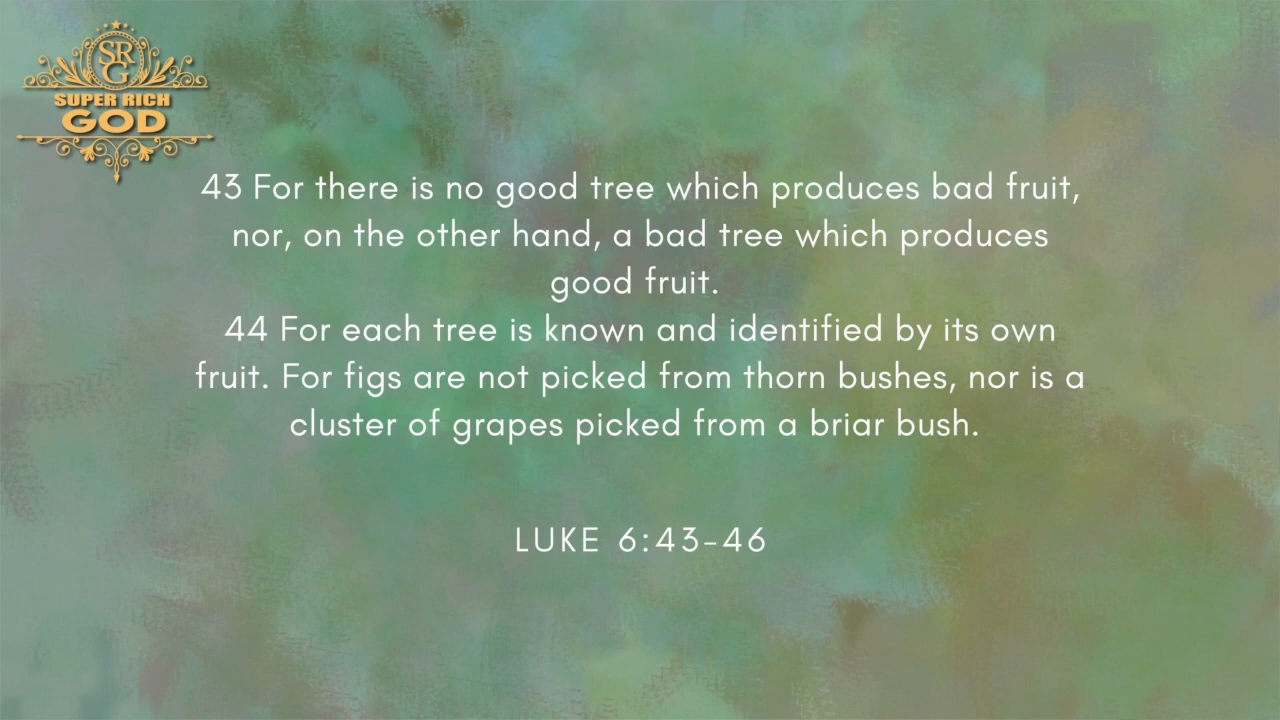 SR
G
SUPER RICH
GOD
43 For there is no good tree which produces bad fruit,
nor, on the other hand, a bad tree which produces
good fruit.
44 For each tree is known and identified by its own
fruit. For figs are not picked from thorn bushes, nor is a
cluster of grapes picked from a briar bush.
LUKE 6:43-46